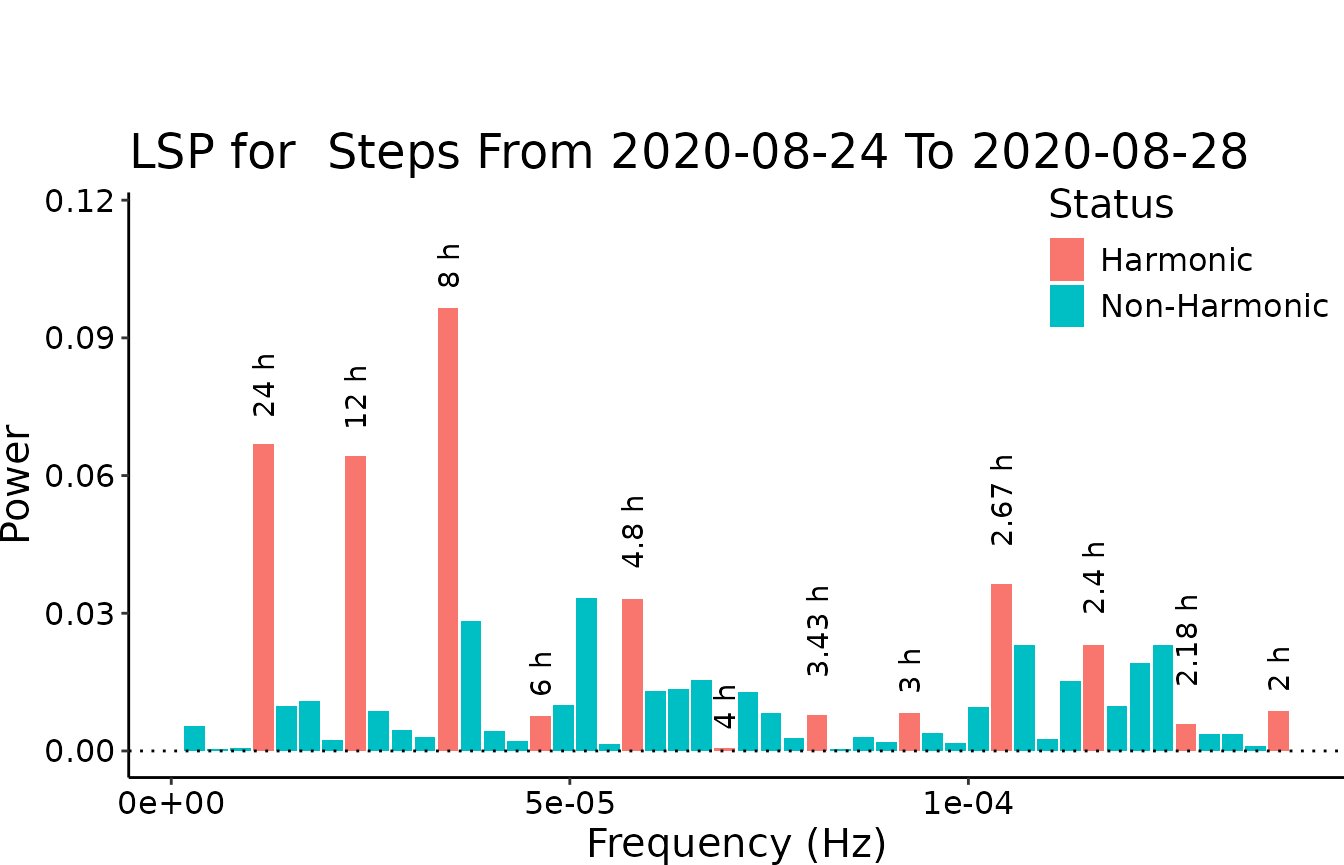 LSP for  Steps From 2020-08-24 To 2020-08-28
Status
Harmonic
Non-Harmonic
Power
0.12
0.09
0.06
0.03
0.00
24 h
12 h
8 h
6 h
4.8 h
4 h
3.43 h
3 h
2.67 h
2.4 h
2.18 h
2 h
0e+00
5e-05
1e-04
Frequency (Hz)